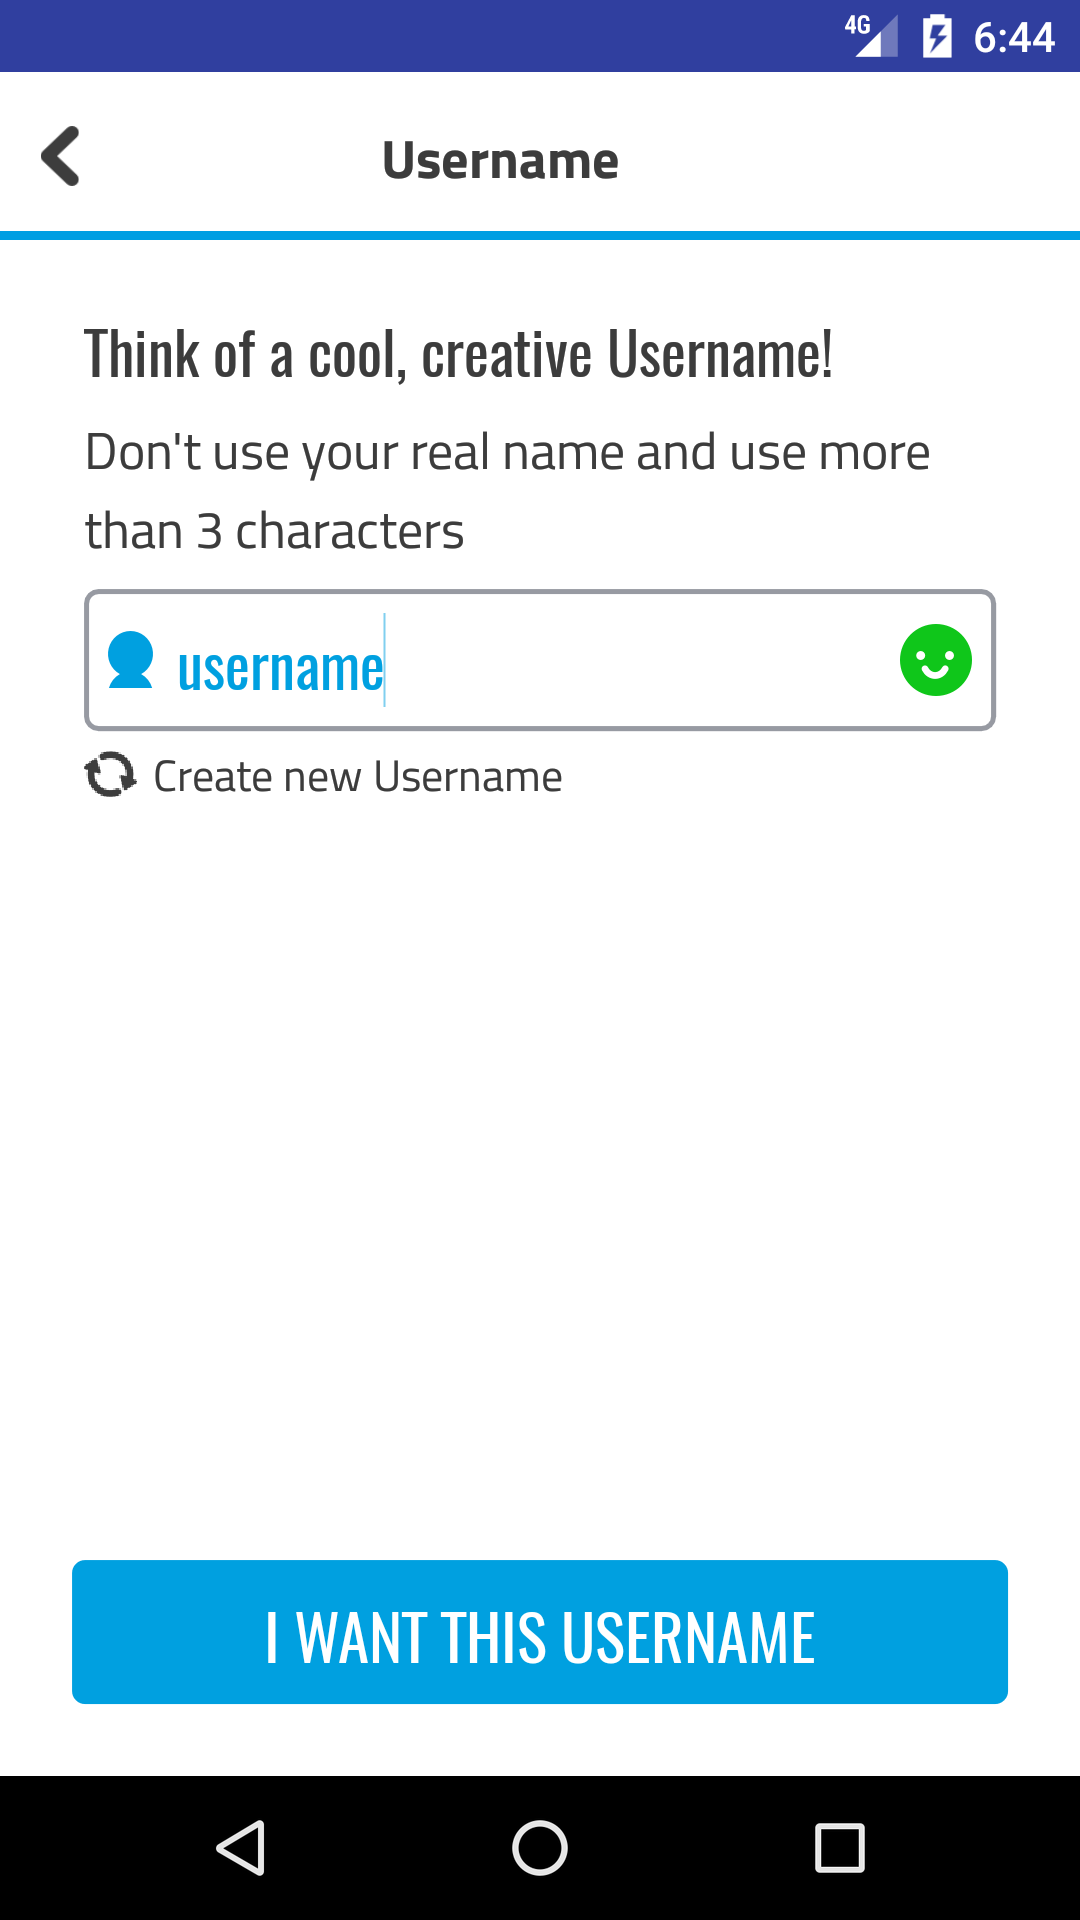 4G 6:44
Username
Think of a cool, creative Username!
Don't use your real name and use more
than 3 characters
username
Create new Username
I WANT THIS USERNAME